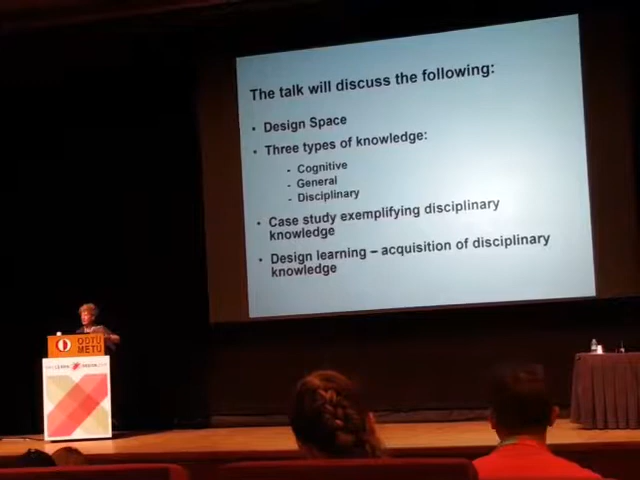 The talk will discuss the following:
• Design Space
• Three types of knowledge:
- Cognitive
- General
- Disciplinary
• Case study exemplifying disciplinary
knowledge
• Design learning – acquisition of disciplinary
knowledge
ODTÜ
METU